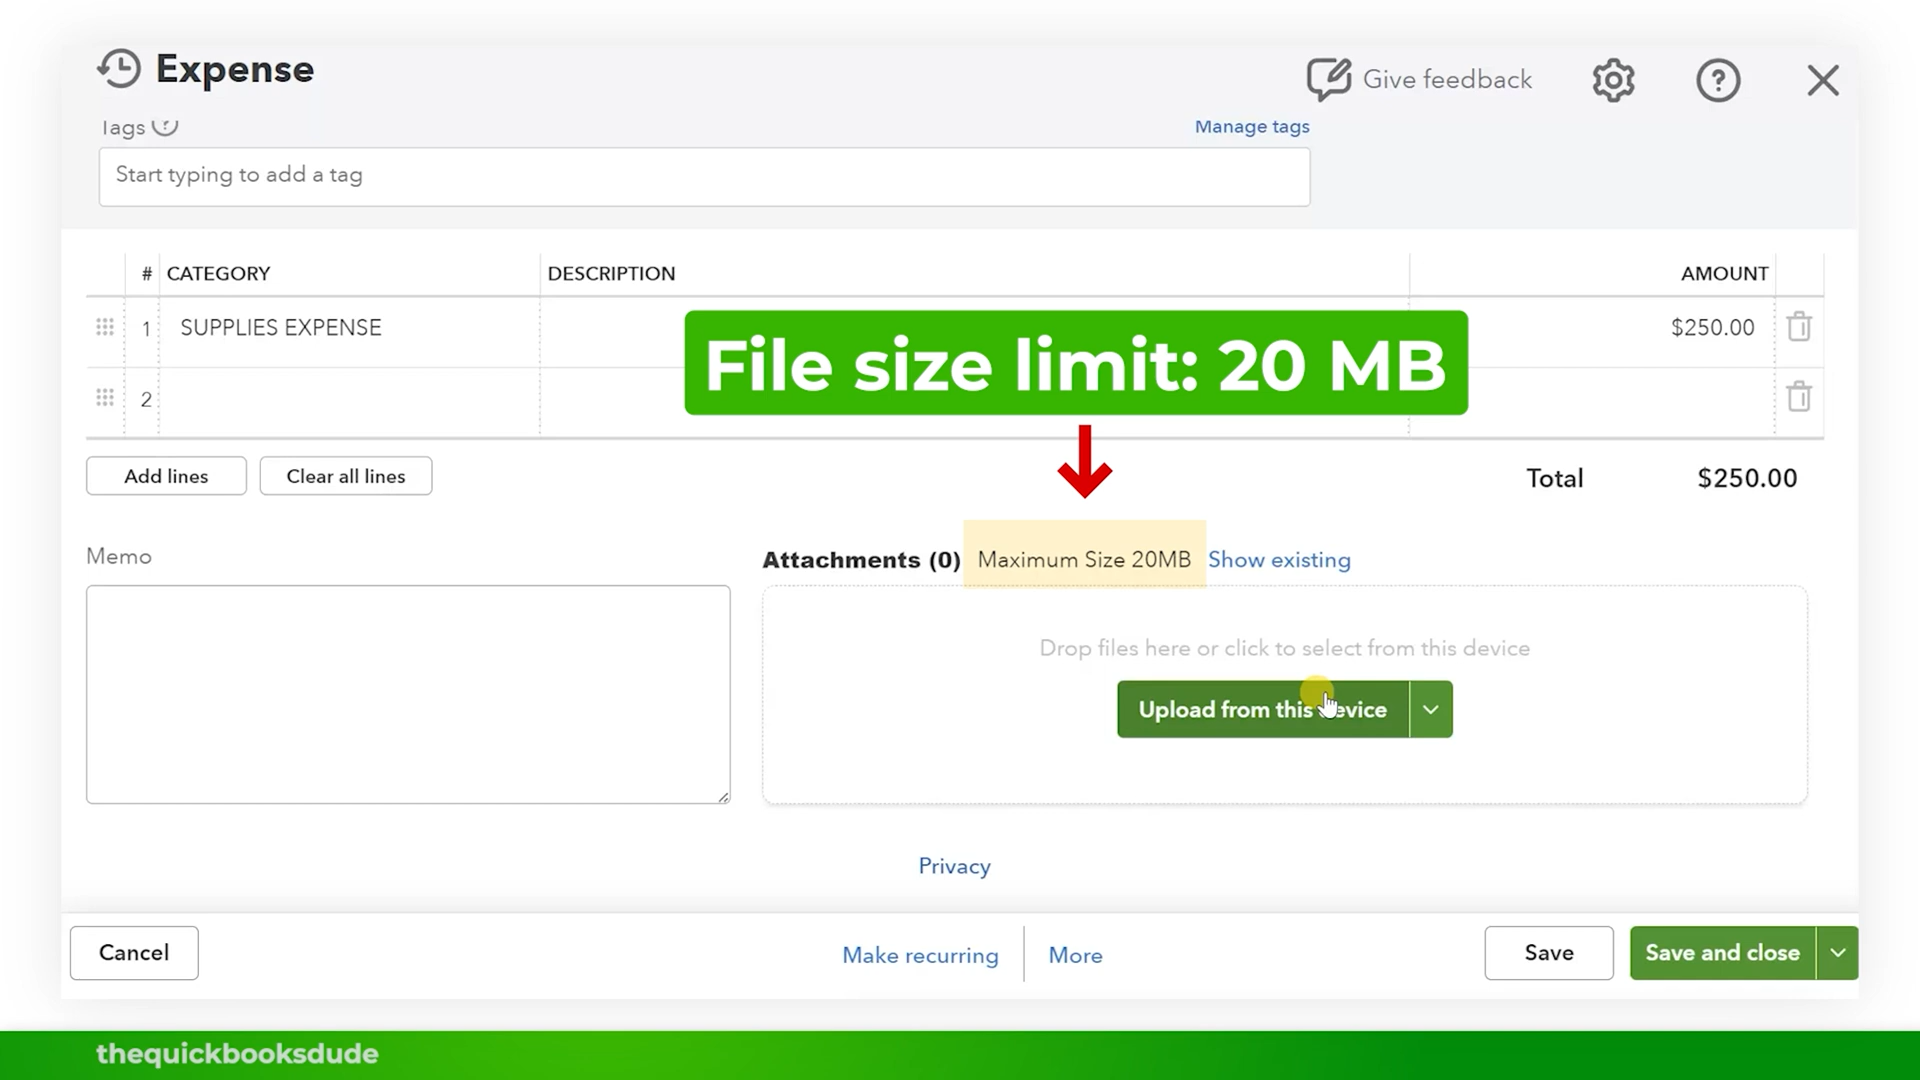 Expense
Give feedback
Tags
Manage tags
Start typing to add a tag
# CATEGORY DESCRIPTION AMOUNT
1 SUPPLIES EXPENSE $250.00
File size limit: 20 MB
2
Add lines Clear all lines Total $250.00
Memo
Attachments (0) Maximum Size 20MB Show existing
Drop files here or click to select from this device
Upload from this device
Privacy
Cancel Make recurring More Save Save and close
thequickbooksdude